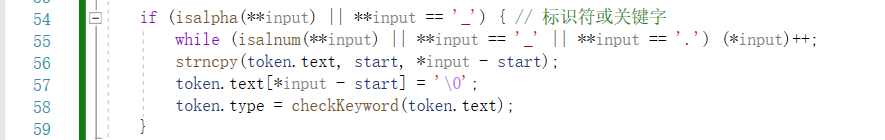 54 if (isalpha(**input) || **input == '_') { // 标识符或关键字
55 while (isalnum(**input) || **input == '_' || **input == '.') (*input)++;
56 strncpy(token.text, start, *input - start);
57 token.text[*input - start] = '\0';
58 token.type = checkKeyword(token.text);
59 }